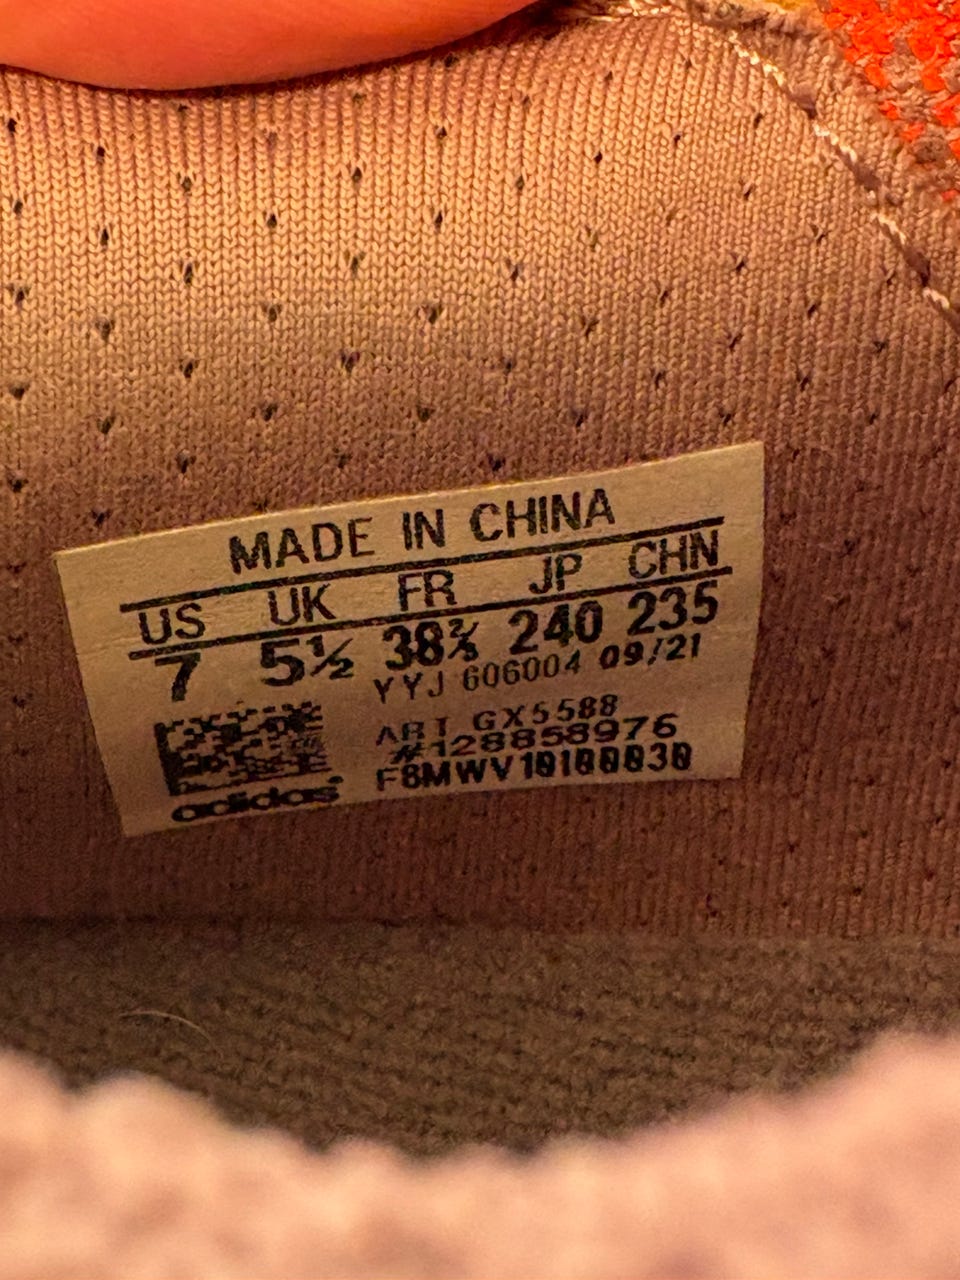 MADE IN CHINA
US UK FR JP CHN
7 5½ 38⅔ 240 235
YYJ 606004 09/21
ART GX5588
#128858976
F8MWV10100030
adidas